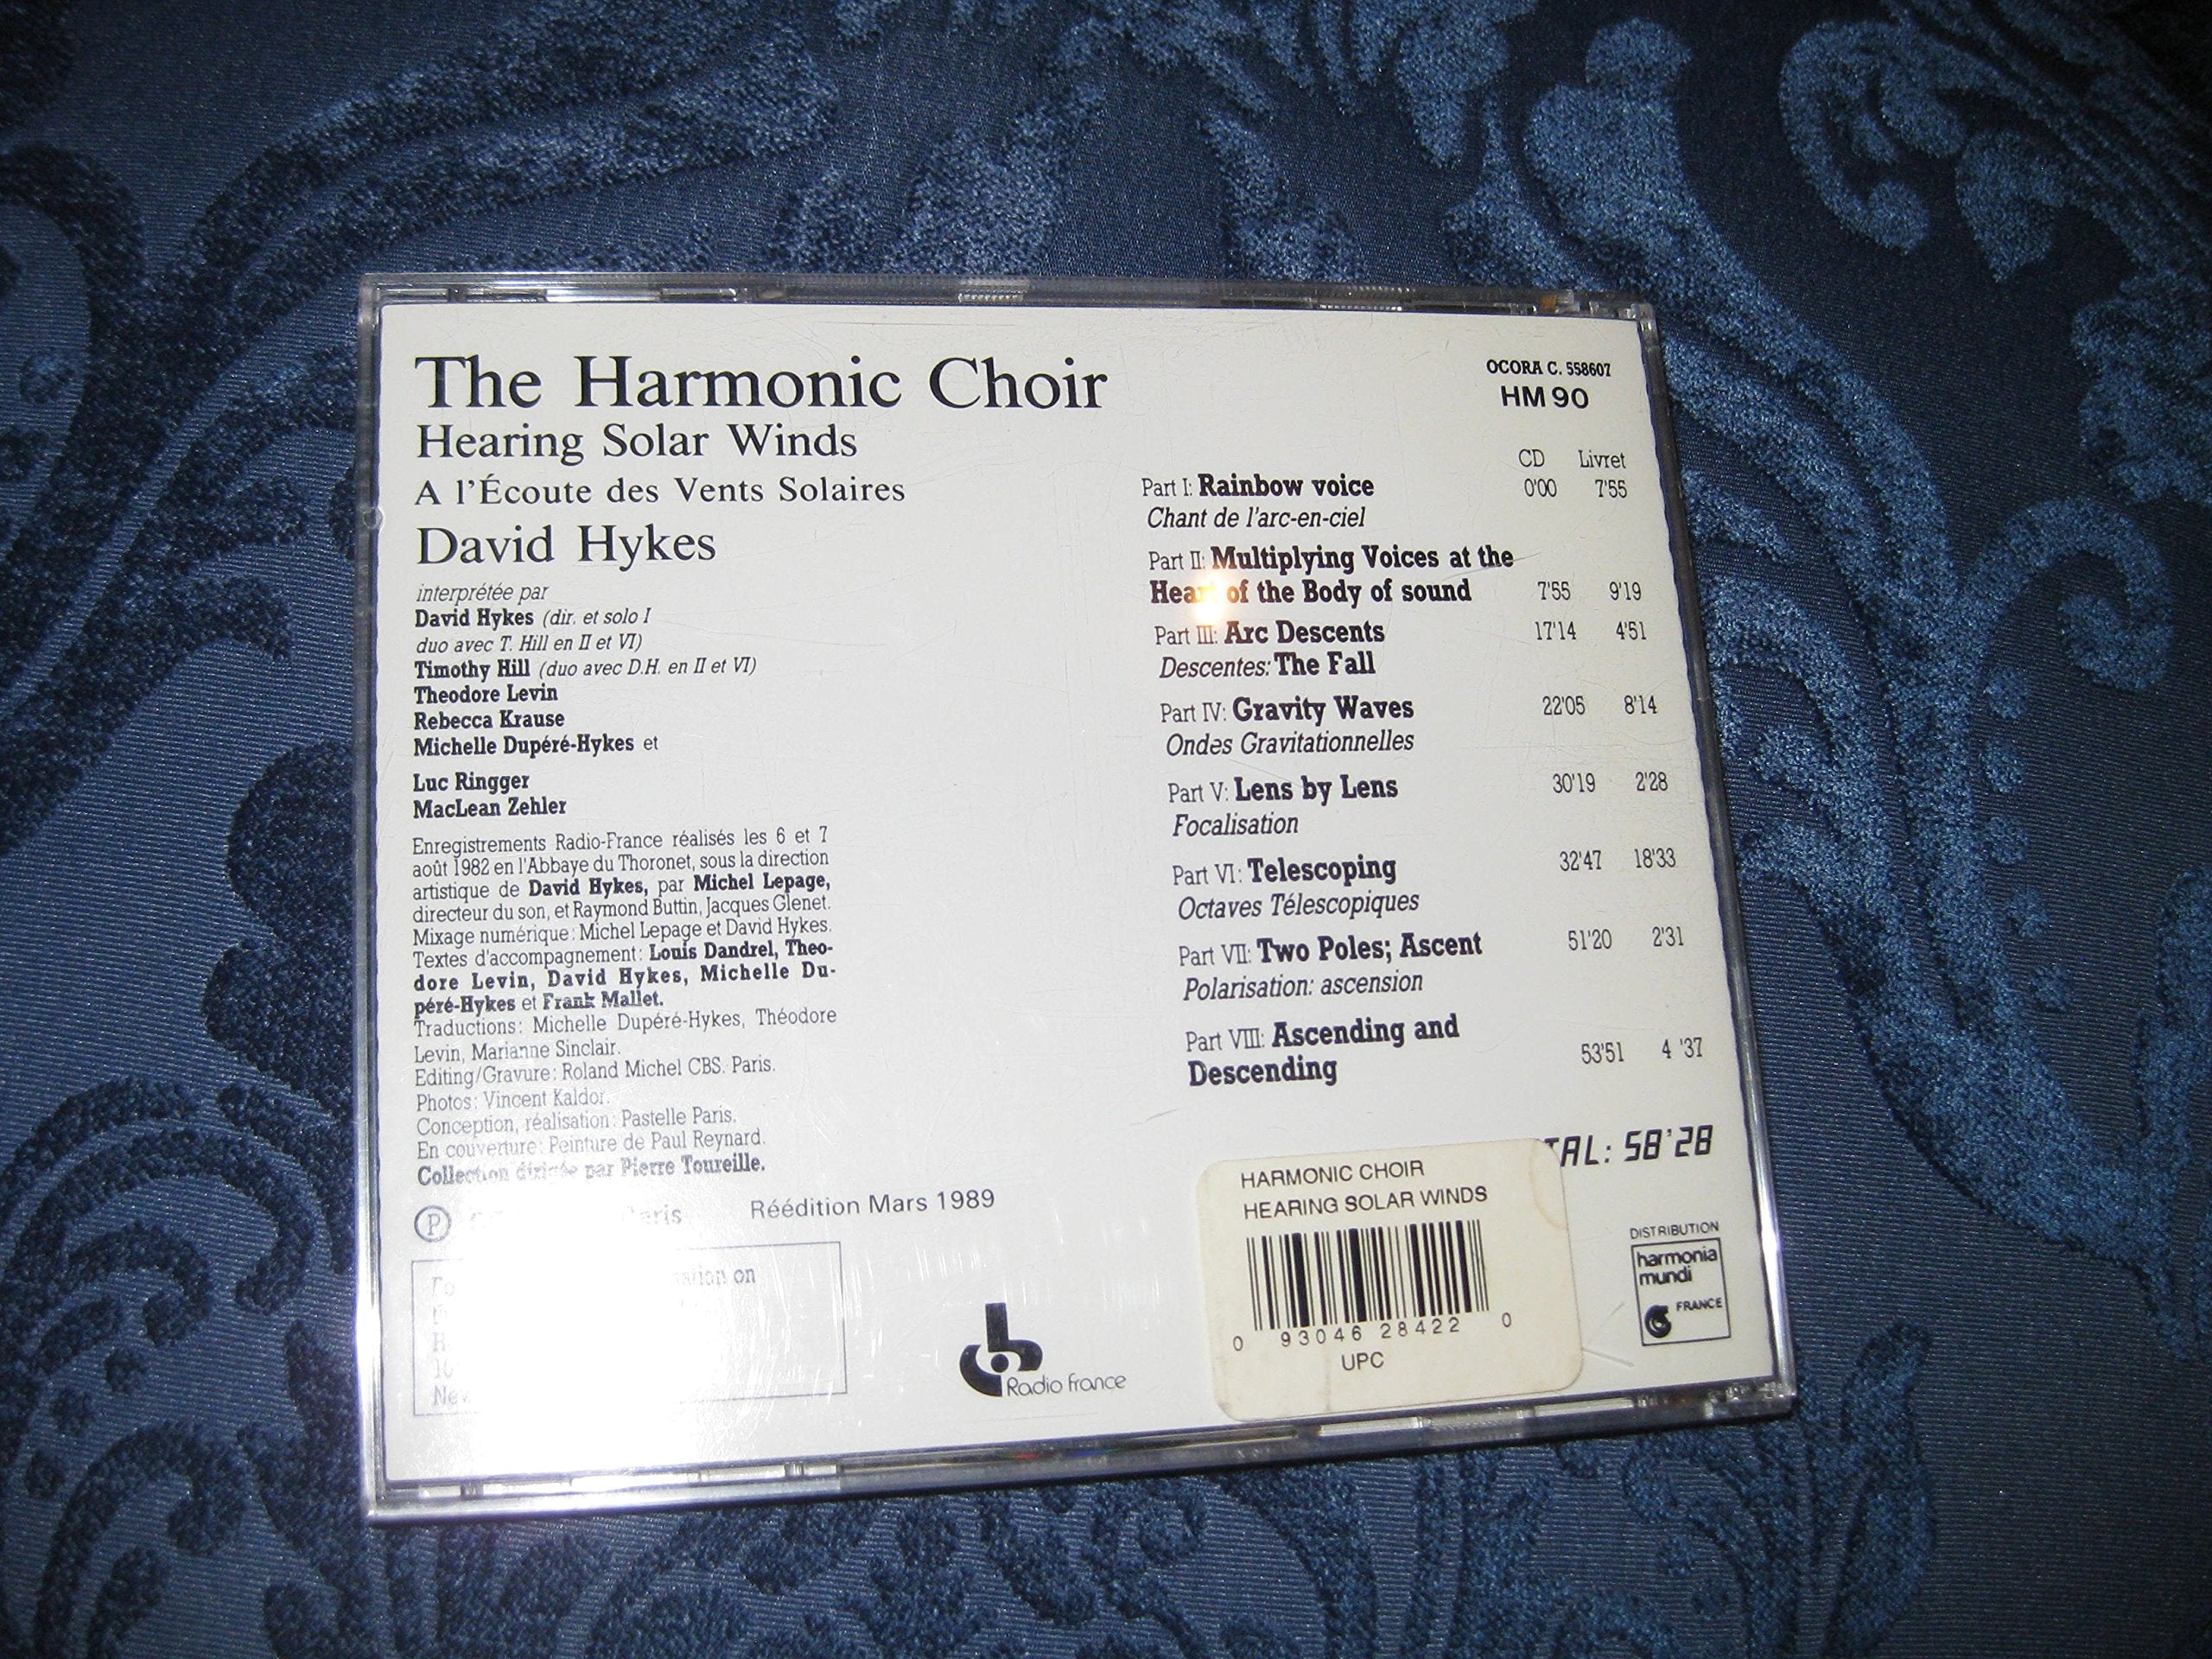 The Harmonic Choir
Hearing Solar Winds
A l'Écoute des Vents Solaires
David Hykes
interprétée par
David Hykes (dir. et solo I
duo avec T. Hill en II et VI)
Timothy Hill (duo avec D.H. en II et VI)
Theodore Levin
Rebecca Krause
Michelle Dupéré-Hykes et
Luc Ringger
MacLean Zehler
Enregistrements Radio-France réalisés les 6 et 7
août 1982 en l'Abbaye du Thoronet, sous la direction
artistique de David Hykes, par Michel Lepage,
directeur du son, et Raymond Buttin, Jacques Glenet.
Mixage numérique: Michel Lepage et David Hykes.
Textes d'accompagnement: Louis Dandrel, Theo-
dore Levin, David Hykes, Michelle Du-
péré-Hykes et Frank Mallet.
Traductions: Michelle Dupéré-Hykes, Théodore
Levin, Marianne Sinclair.
Editing/Gravure: Roland Michel CBS. Paris.
Photos: Vincent Kaldor.
Conception, réalisation: Pastelle Paris.
En couverture: Peinture de Paul Reynard.
Collection dirigée par Pierre Toureille.
Ⓟ
Réédition Mars 1989
on
Radio france
OCORA C. 558607
HM 90
CD Livret
Part I: Rainbow voice 0'00 7'55
Chant de l'arc-en-ciel
Part II: Multiplying Voices at the
Heart of the Body of sound 7'55 9'19
Part III: Arc Descents 17'14 4'51
Descentes: The Fall
Part IV: Gravity Waves 22'05 8'14
Ondes Gravitationnelles
Part V: Lens by Lens 30'19 2'28
Focalisation
Part VI: Telescoping 32'47 18'33
Octaves Télescopiques
Part VII: Two Poles; Ascent 51'20 2'31
Polarisation: ascension
Part VIII: Ascending and
Descending 53'51 4 '37
TAL: 58'28
HARMONIC CHOIR
HEARING SOLAR WINDS
0 93046 28422 0
UPC
DISTRIBUTION
harmonia
mundi
FRANCE